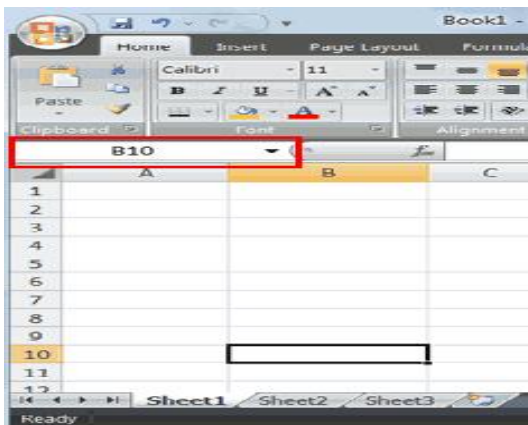 Book1 -
Home Insert Page Layout Formula
Calibri 11
B I U A A
Paste A
Clipboard Font Alignment
B10 fx
A B C
1
2
3
4
5
6
7
8
9
10
11
12
Sheet1 Sheet2 Sheet3
Ready